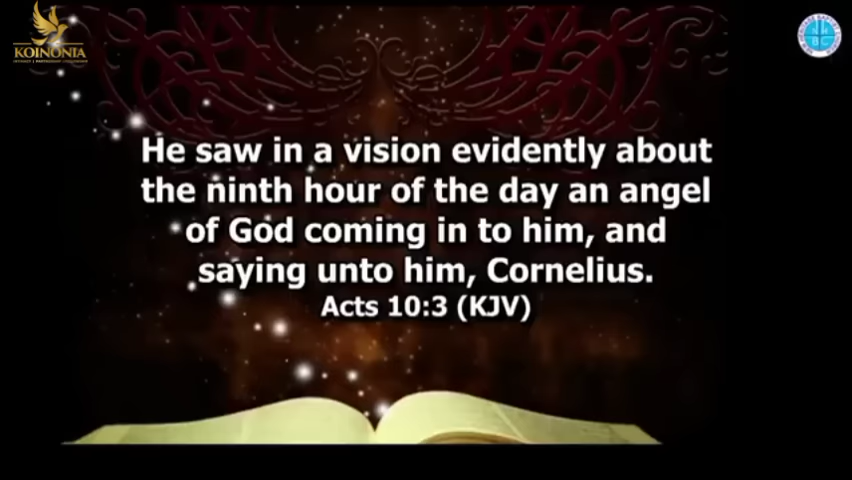 KOINONIA
He saw in a vision evidently about
the ninth hour of the day an angel
of God coming in to him, and
saying unto him, Cornelius.
Acts 10:3 (KJV)